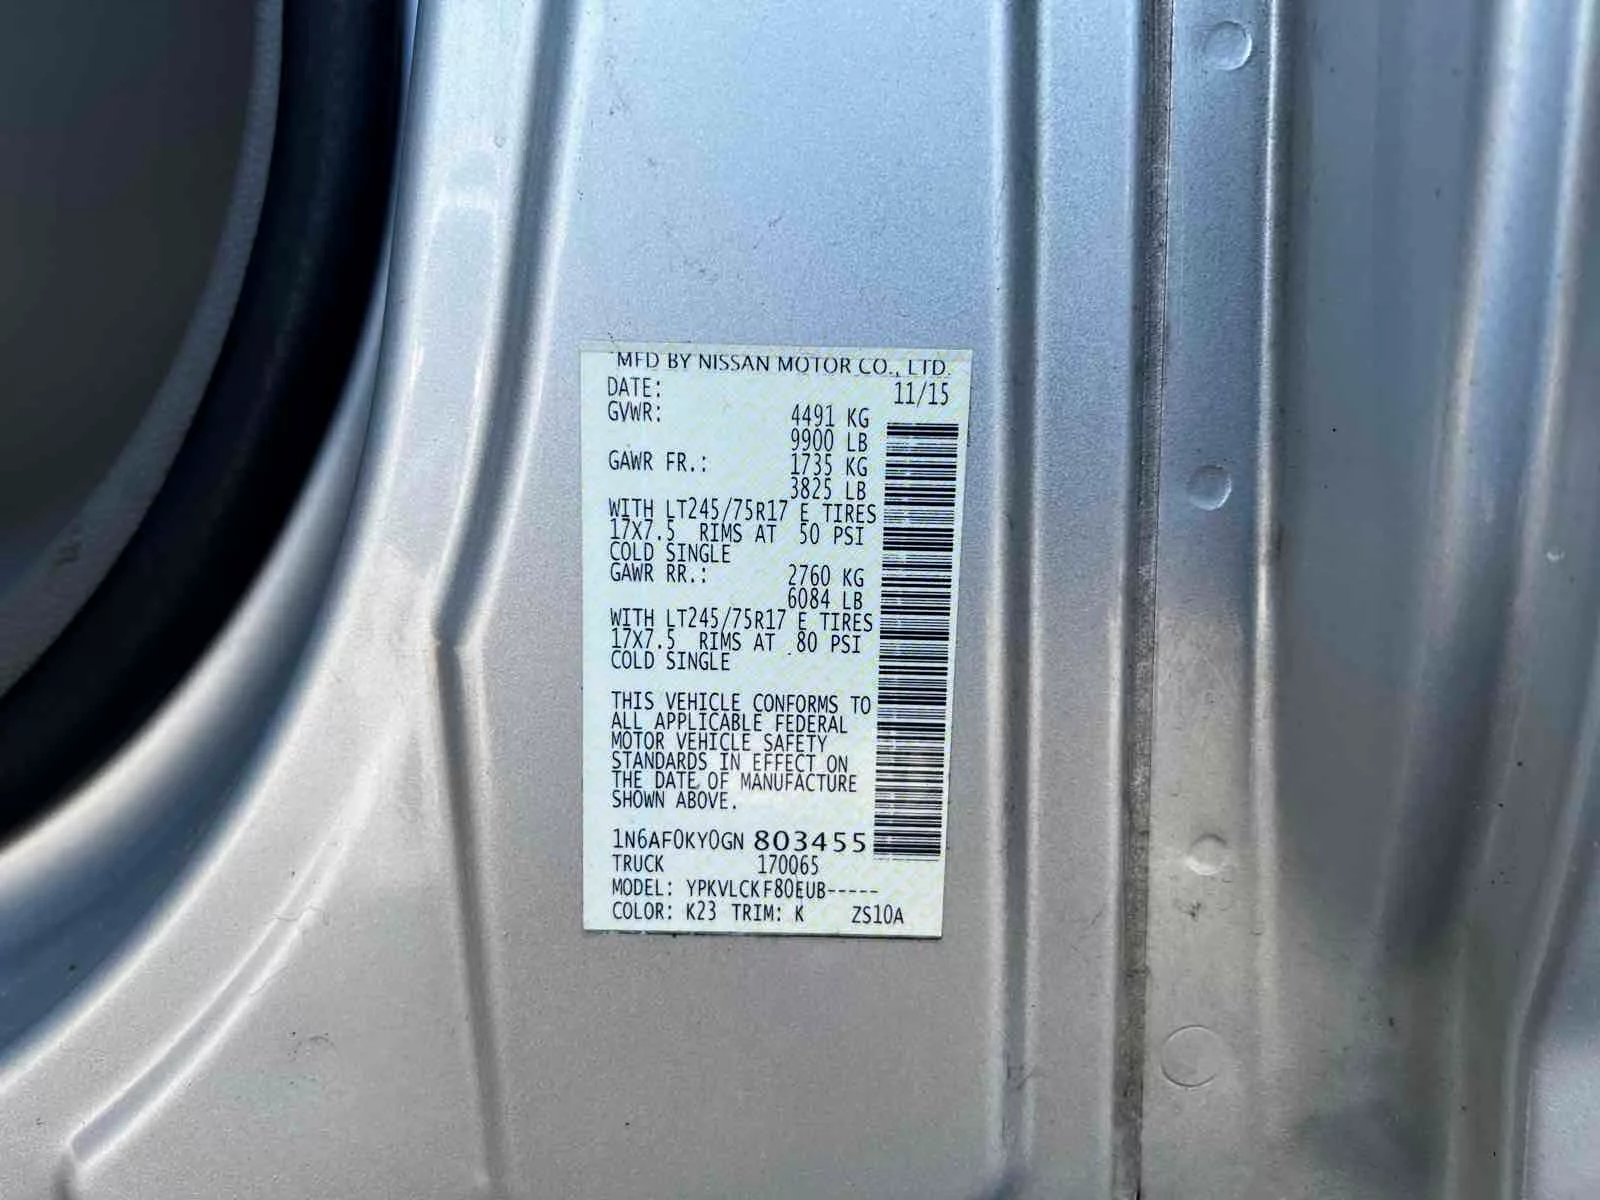 MFD BY NISSAN MOTOR CO., LTD.
DATE: 11/15
GVWR: 4491 KG
9900 LB
GAWR FR.: 1735 KG
3825 LB
WITH LT245/75R17 E TIRES
17X7.5 RIMS AT 50 PSI
COLD SINGLE
GAWR RR.: 2760 KG
6084 LB
WITH LT245/75R17 E TIRES
17X7.5 RIMS AT 80 PSI
COLD SINGLE
THIS VEHICLE CONFORMS TO
ALL APPLICABLE FEDERAL
MOTOR VEHICLE SAFETY
STANDARDS IN EFFECT ON
THE DATE OF MANUFACTURE
SHOWN ABOVE.
1N6AF0KY0GN 803455
TRUCK 170065
MODEL: YPKVLCKF80EUB-----
COLOR: K23 TRIM: K ZS10A